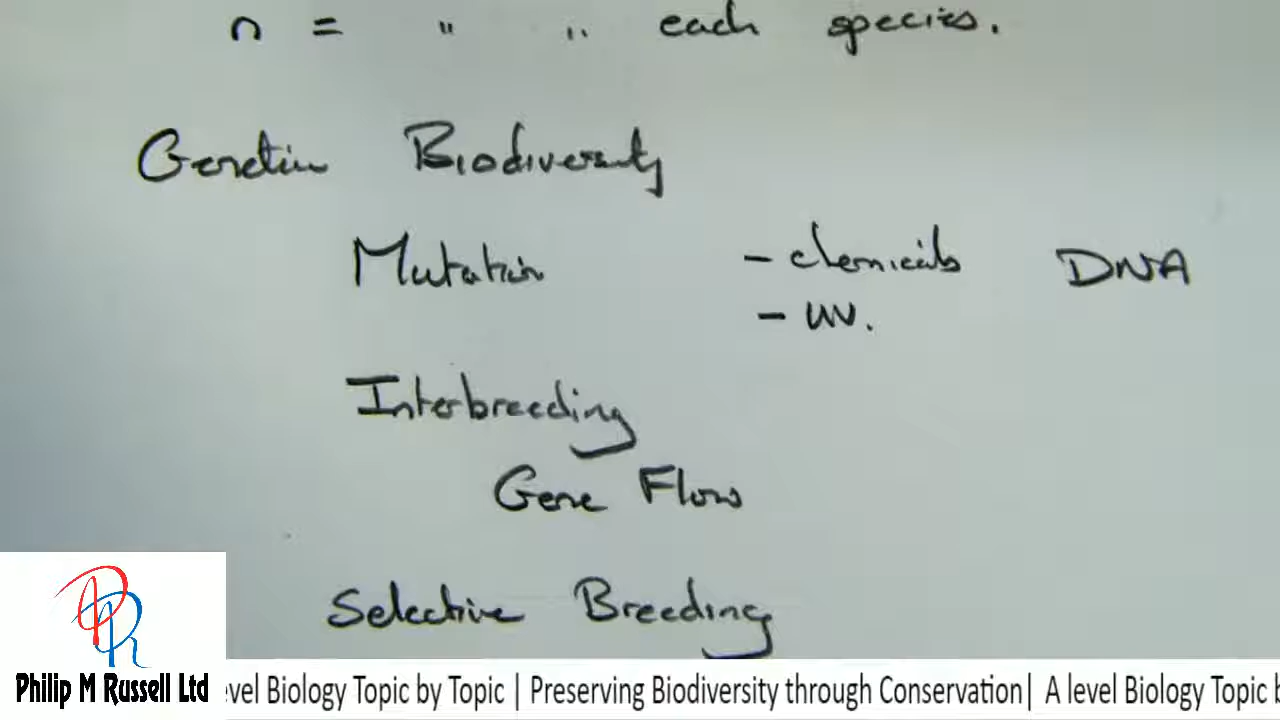 n = " " each species.
Genetic Biodiversity
Mutation - chemicals DNA
- UV.
Interbreeding
Gene Flow
Selective Breeding
PR
Philip M Russell Ltd
evel Biology Topic by Topic | Preserving Biodiversity through Conservation| A level Biology Topic b